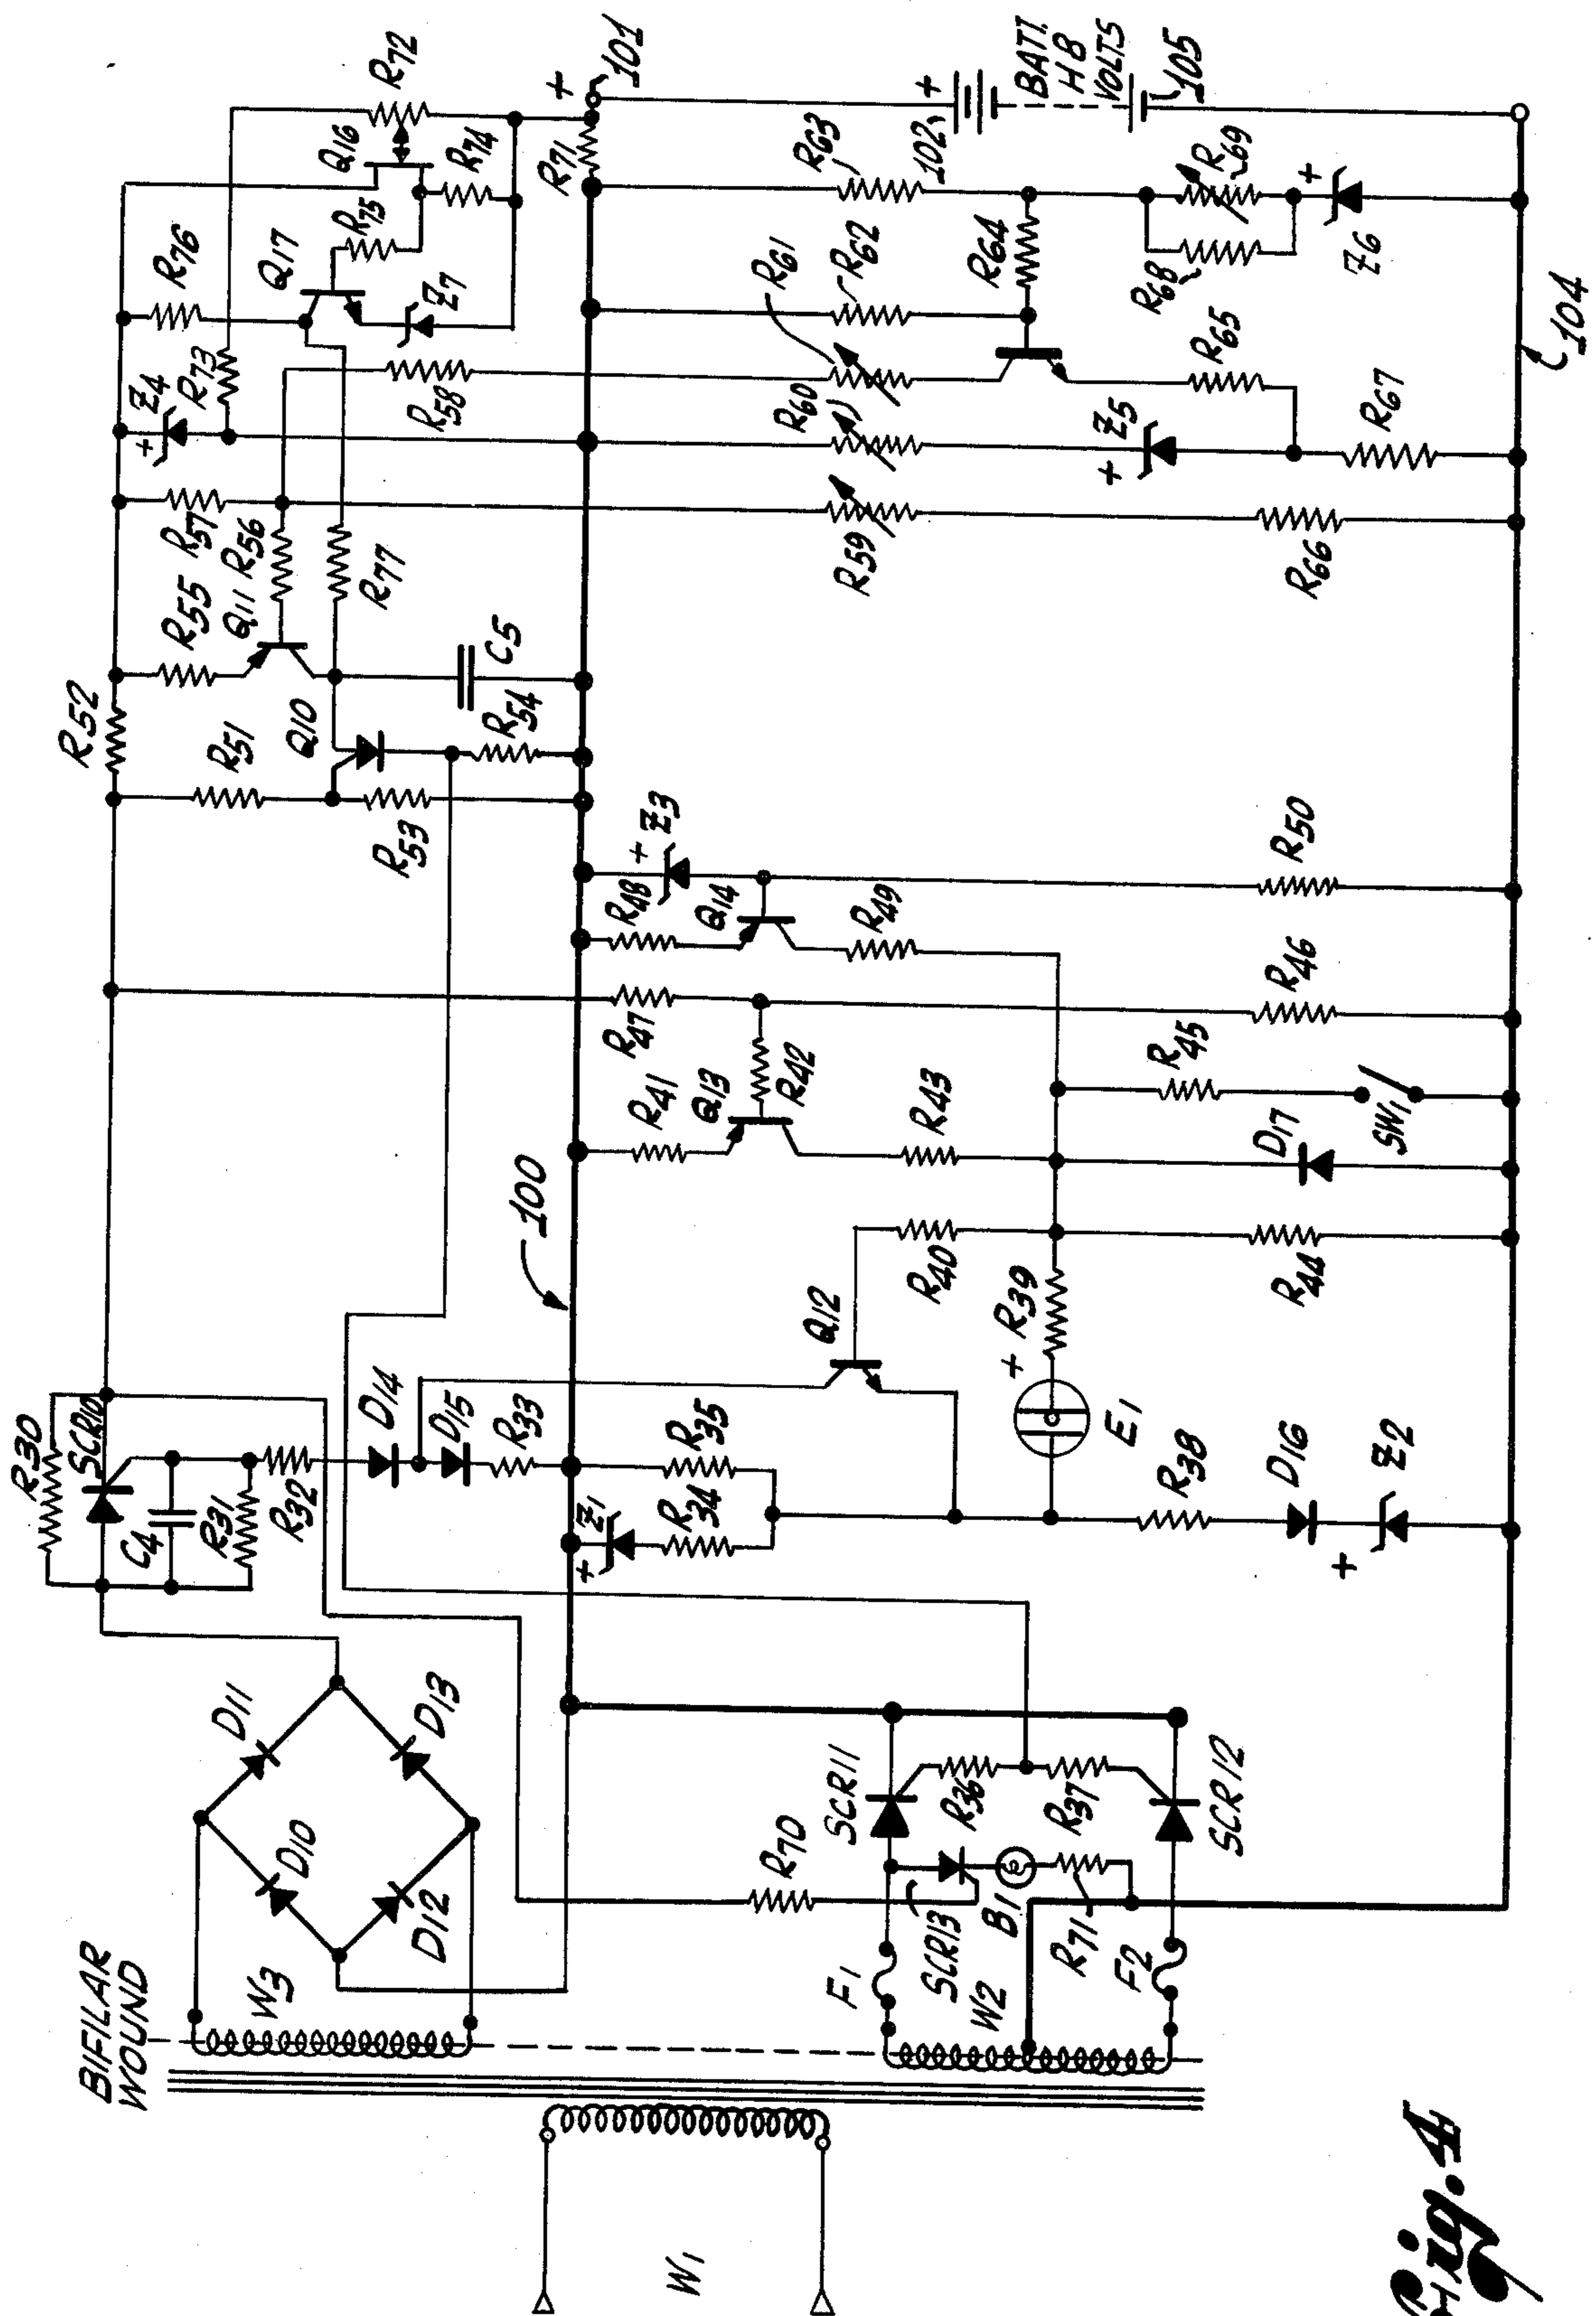 R72
101
+
BATT.
H8
VOLTS
105
Q16
R74
R71
102
+
R63
R69
+
R75
R76
Q17
Z7
R61
R62
R64
R68
Z6
104
Z4
+
R73
R58
R60
Z5
+
R65
R67
R57
R56
R59
R66
R55
Q11
R77
C5
R52
R51
Q10
R54
R53
Z3
+
R48
Q14
R49
R50
R47
R46
R41
Q13
R42
R43
R45
D17
SW1
100
Q12
R40
R39
+
R44
R30
SCR10
D14
D15
R33
R35
E1
C4
R31
R32
Z1
+
R34
R38
D16
Z2
+
D11
D13
SCR11
R36
R37
SCR12
D10
D12
R70
SCR13
B1
R71
BIFILAR
WOUND
W3
F1
W2
F2
W1
Fig. 4